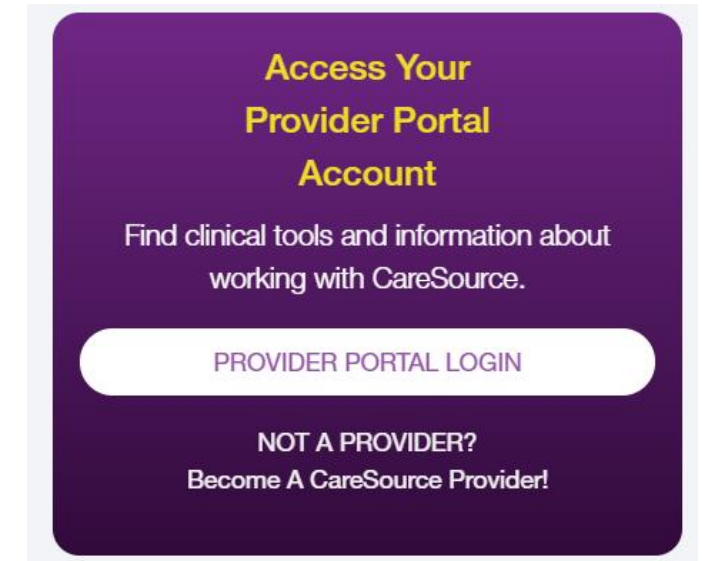 Access Your
Provider Portal
Account
Find clinical tools and information about
working with CareSource.
PROVIDER PORTAL LOGIN
NOT A PROVIDER?
Become A CareSource Provider!